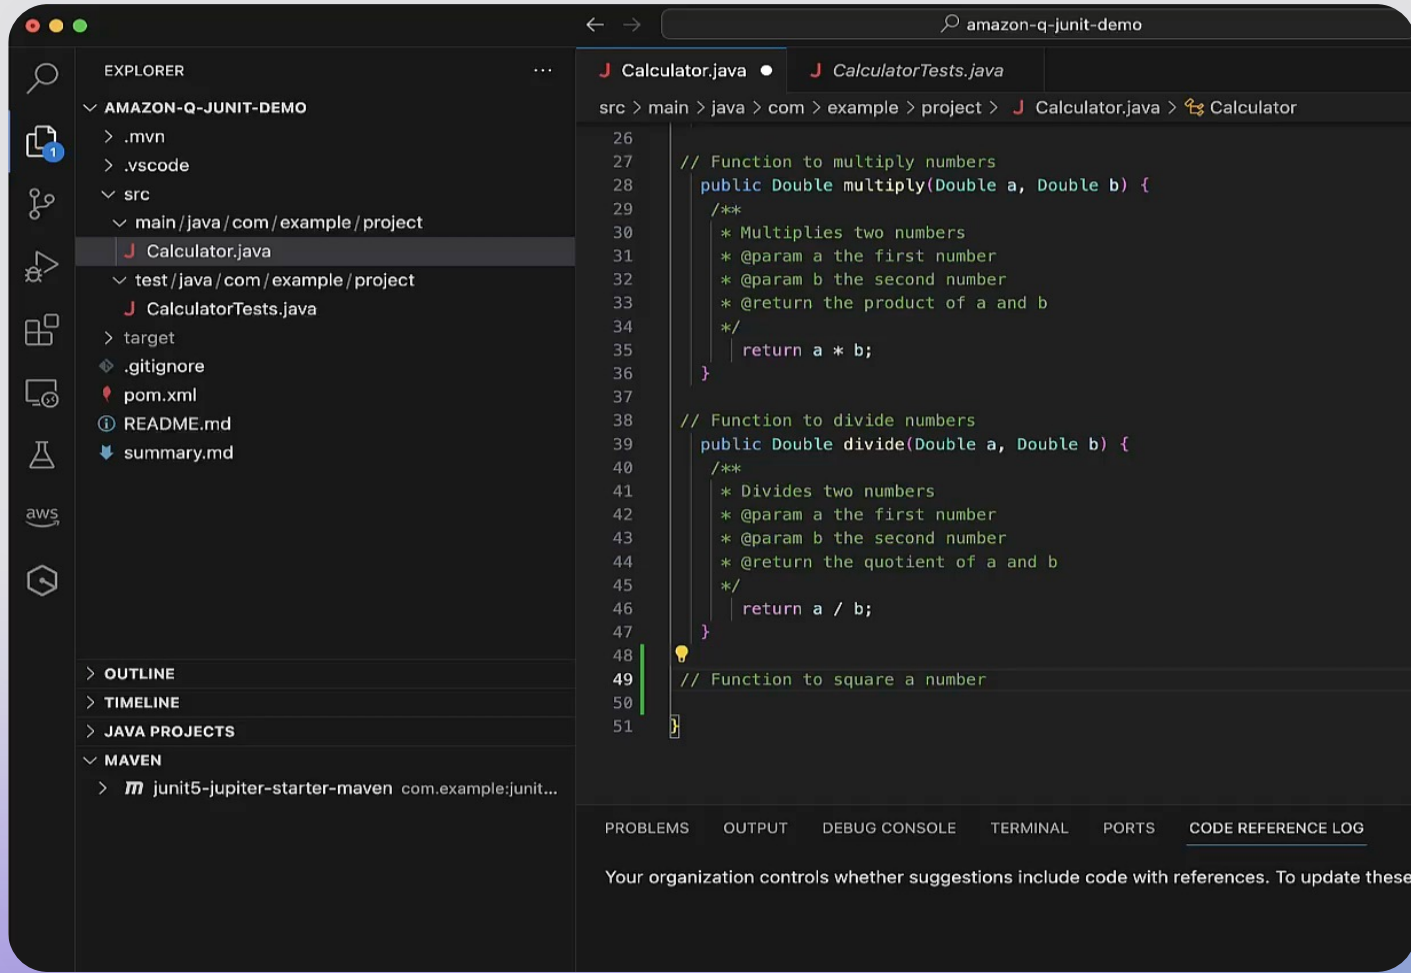 amazon-q-junit-demo
EXPLORER
...
AMAZON-Q-JUNIT-DEMO
.mvn
.vscode
src
main/java/com/example/project
J Calculator.java
test/java/com/example/project
J CalculatorTests.java
target
.gitignore
pom.xml
README.md
summary.md
1
aws
OUTLINE
TIMELINE
JAVA PROJECTS
MAVEN
m junit5-jupiter-starter-maven com.example:junit...
J Calculator.java ● J CalculatorTests.java
src > main > java > com > example > project > J Calculator.java > Calculator
26
27 // Function to multiply numbers
28 public Double multiply(Double a, Double b) {
29 /**
30 * Multiplies two numbers
31 * @param a the first number
32 * @param b the second number
33 * @return the product of a and b
34 */
35 return a * b;
36 }
37
38 // Function to divide numbers
39 public Double divide(Double a, Double b) {
40 /**
41 * Divides two numbers
42 * @param a the first number
43 * @param b the second number
44 * @return the quotient of a and b
45 */
46 return a / b;
47 }
48
49 // Function to square a number
50
51 }
PROBLEMS OUTPUT DEBUG CONSOLE TERMINAL PORTS CODE REFERENCE LOG
Your organization controls whether suggestions include code with references. To update these